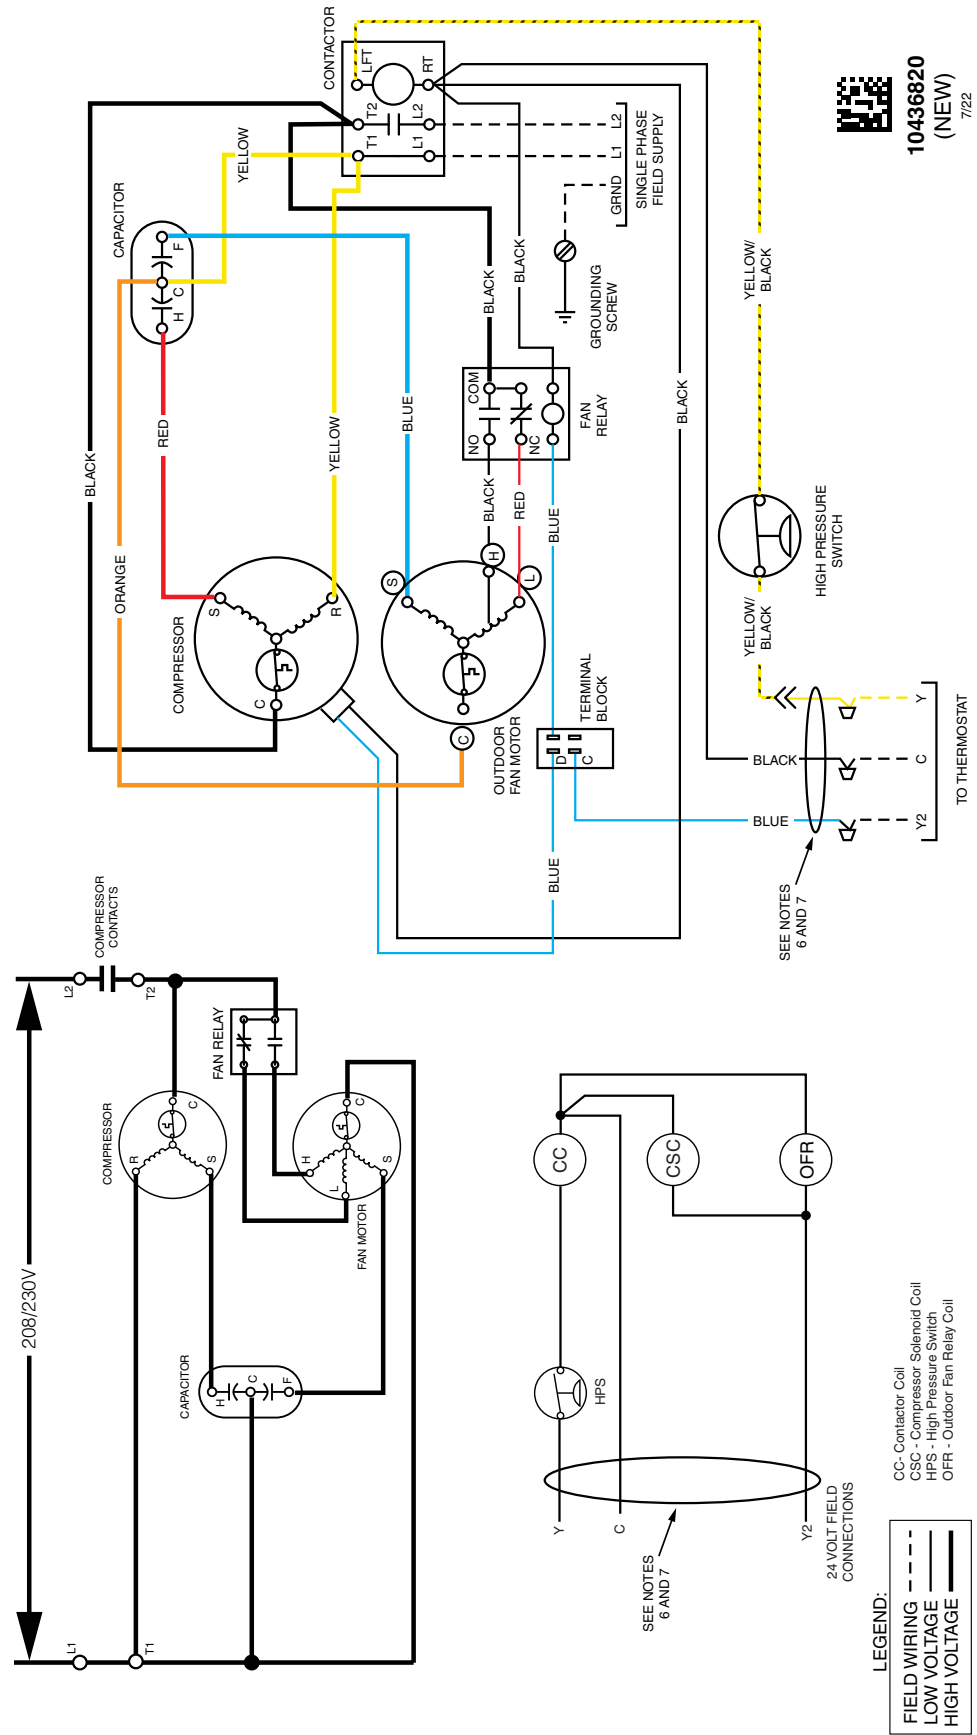 208/230V
L1
T1
L2
T2
COMPRESSOR
CONTACTS
COMPRESSOR
R
S
C
FAN RELAY
CAPACITOR
H
C
F
FAN MOTOR
H
L
S
C
CC
CSC
OFR
HPS
Y
C
Y2
SEE NOTES
6 AND 7
24 VOLT FIELD
CONNECTIONS
CC- Contactor Coil
CSC - Compressor Solenoid Coil
HPS - High Pressure Switch
OFR - Outdoor Fan Relay Coil
LEGEND:
FIELD WIRING
LOW VOLTAGE
HIGH VOLTAGE
CAPACITOR
H
C
F
BLACK
ORANGE
RED
YELLOW
YELLOW
BLUE
COMPRESSOR
S
R
C
OUTDOOR
FAN MOTOR
S
H
L
C
BLACK
RED
BLUE
BLACK
BLACK
FAN
RELAY
NO
COM
NC
CONTACTOR
LFT
RT
T2
L2
T1
L1
GRND
L1
L2
SINGLE PHASE
FIELD SUPPLY
GROUNDING
SCREW
BLACK
TERMINAL
BLOCK
D
C
BLUE
YELLOW/
BLACK
HIGH PRESSURE
SWITCH
YELLOW/
BLACK
BLACK
BLUE
SEE NOTES
6 AND 7
Y2
C
Y
TO THERMOSTAT
10436820
(NEW)
7/22